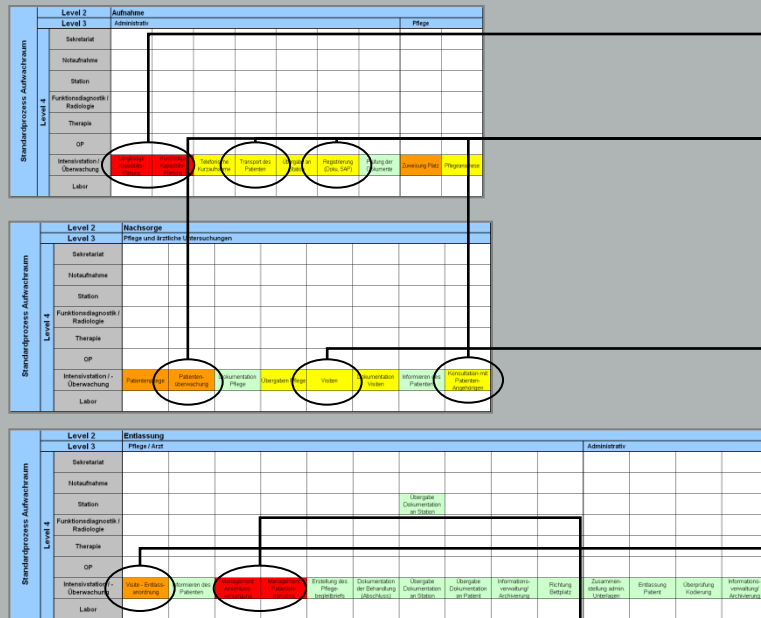 Standardprozess Aufwachraum
Level 2 Aufnahme
Level 3 Administrativ Pflege
Level 4
Sekretariat
Notaufnahme
Station
Funktionsdiagnostik /
Radiologie
Therapie
OP
Intensivstation / -
Überwachung
Telefonische
Kurzaufnahme
Transport des
Patienten
Übergabe an
Station
Registrierung
(Doku, SAP)
Prüfung der
Dokumente
Zuweisung Platz
Pflegeanamnese
Labor
Standardprozess Aufwachraum
Level 2 Nachsorge
Level 3 Pflege und ärztliche Untersuchungen
Level 4
Sekretariat
Notaufnahme
Station
Funktionsdiagnostik /
Radiologie
Therapie
OP
Intensivstation / -
Überwachung
Patientenpflege
Patienten-
überwachung
Dokumentation
Pflege
Übergaben Pflege
Visiten
Dokumentation
Visiten
Informieren des
Patienten
Konsultation mit
Patienten-
Angehörigen
Labor
Standardprozess Aufwachraum
Level 2 Entlassung
Level 3 Pflege / Arzt Administrativ
Level 4
Sekretariat
Notaufnahme
Station
Übergabe
Dokumentation
an Station
Funktionsdiagnostik /
Radiologie
Therapie
OP
Intensivstation / -
Überwachung
Visite - Entlass-
anordnung
Informieren des
Patienten
Management
Management
Erstellung des
Pflege-
begleitbriefs
Dokumentation
der Behandlung
(Abschluss)
Übergabe
Dokumentation
an Station
Übergabe
Dokumentation
an Patient
Informations-
verwaltung/
Archivierung
Richtung
Bettplatz
Zusammen-
stellung admin.
Unterlagen
Entlassung
Patient
Überprüfung
Kodierung
Informations-
verwaltung/
Archivierung
Labor